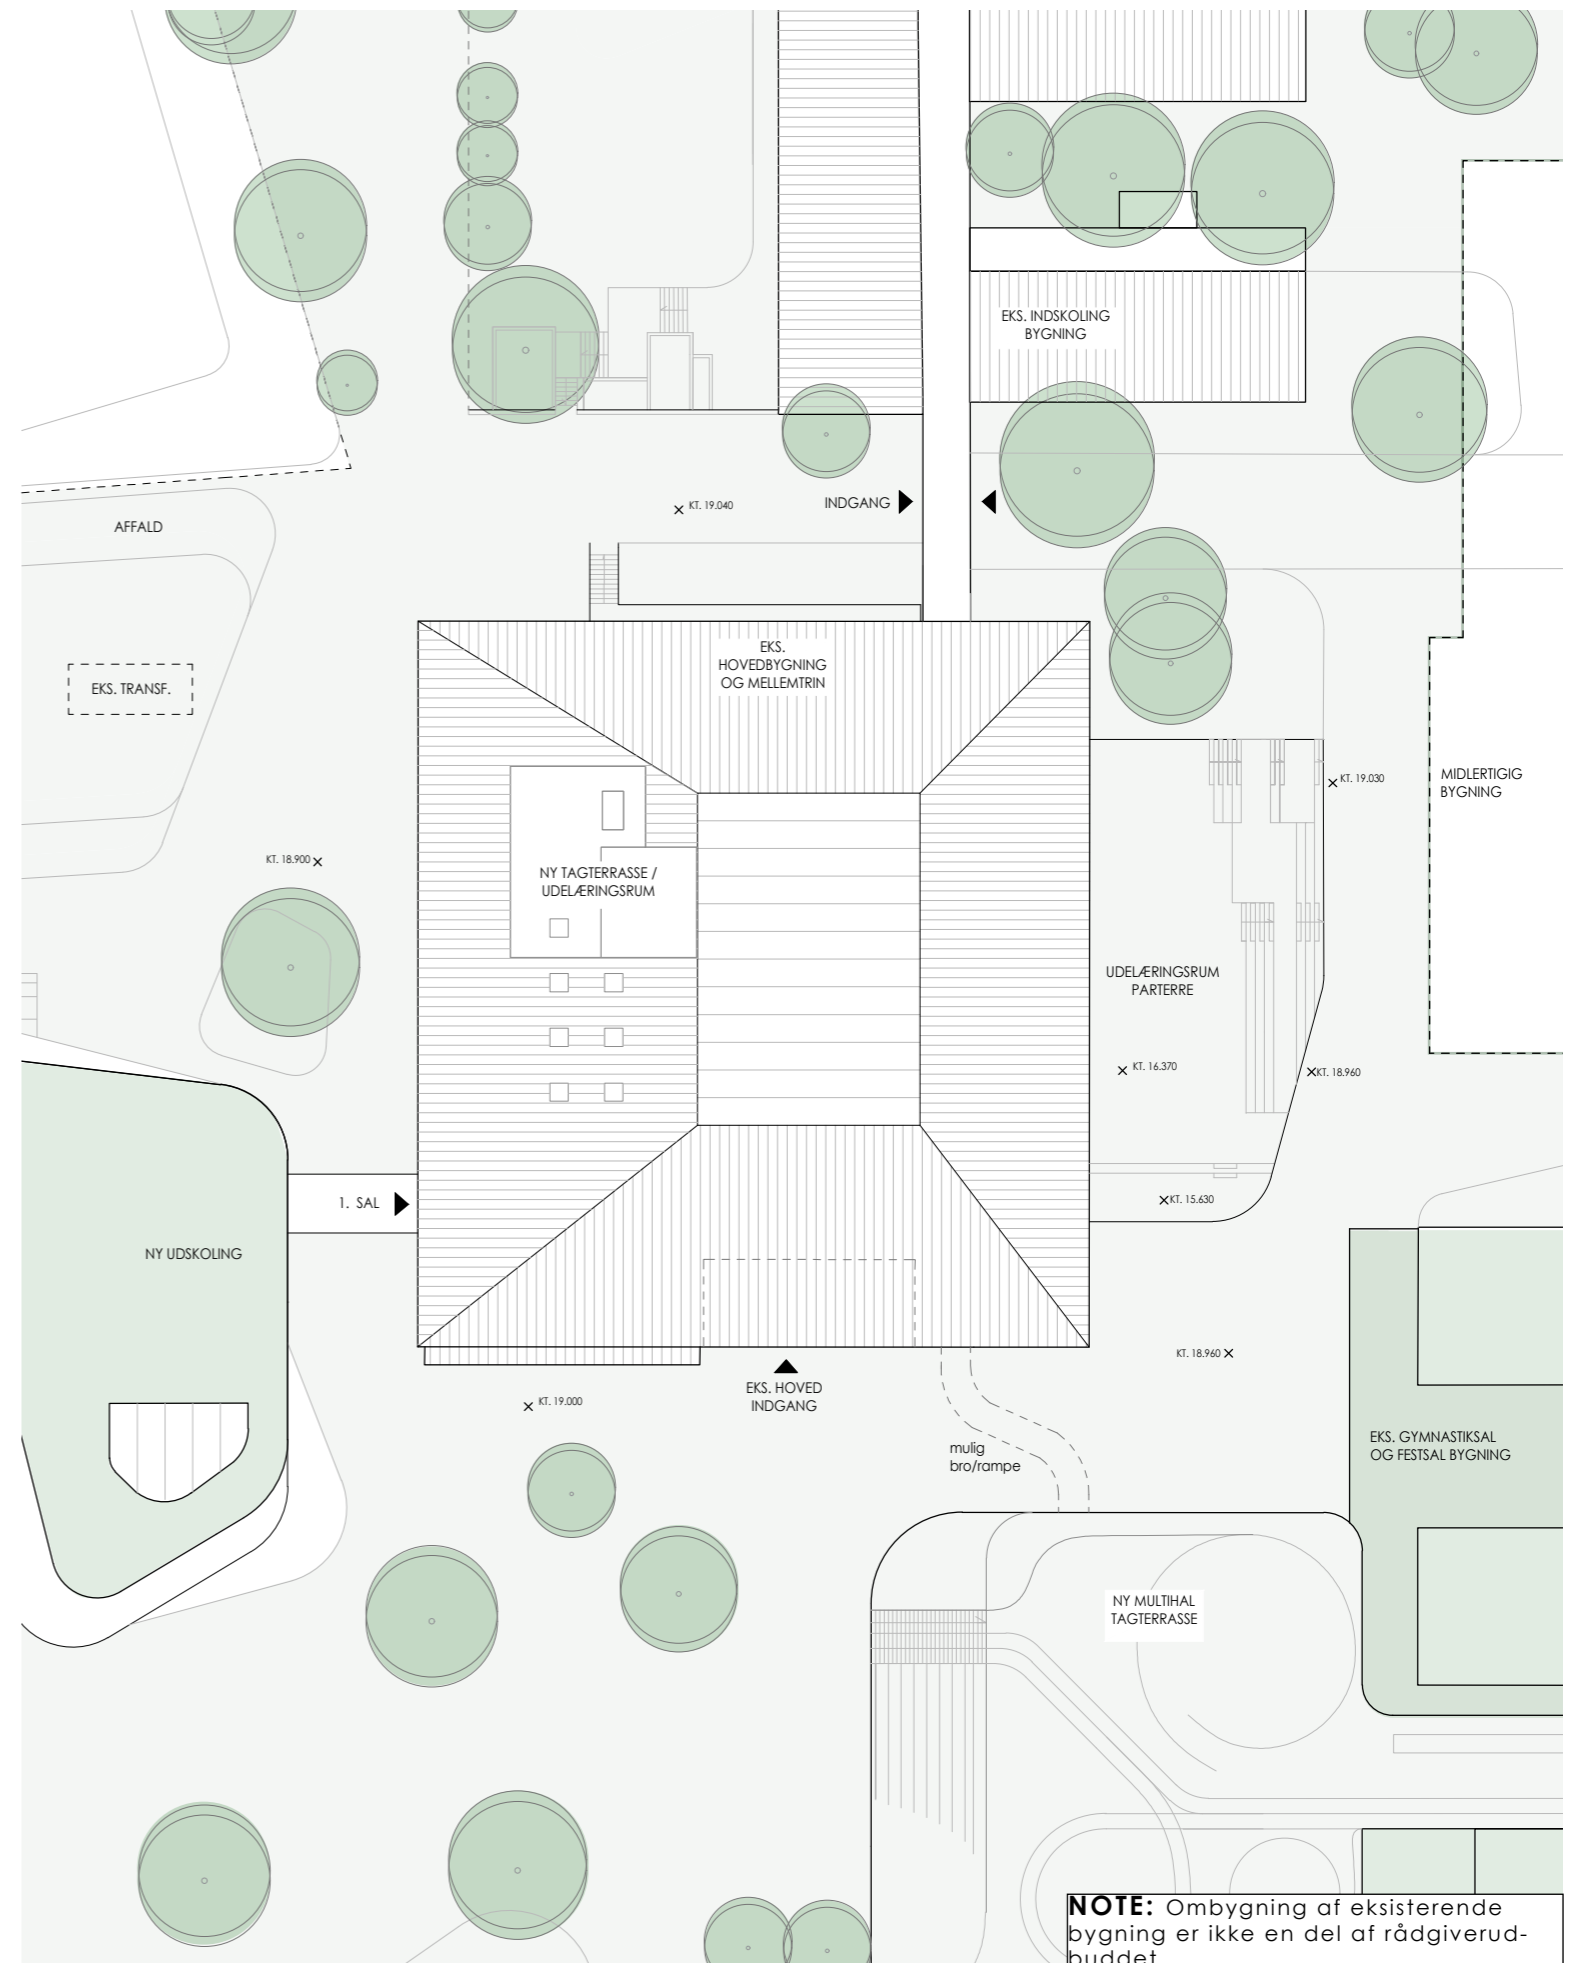 EKS. INDSKOLING
BYGNING
INDGANG
KT. 19.040
AFFALD
EKS. TRANSF.
EKS.
HOVEDBYGNING
OG MELLEMTRIN
KT. 19.030
MIDLERTIGIG
BYGNING
KT. 18.900
NY TAGTERRASSE /
UDELÆRINGSRUM
UDELÆRINGSRUM
PARTERRE
KT. 16.370
KT. 18.960
1. SAL
KT. 15.630
NY UDSKOLING
KT. 18.960
EKS. HOVED
INDGANG
KT. 19.000
mulig
bro/rampe
EKS. GYMNASTIKSAL
OG FESTSAL BYGNING
NY MULTIHAL
TAGTERRASSE
NOTE: Ombygning af eksisterende
bygning er ikke en del af rådgiverud-
buddet